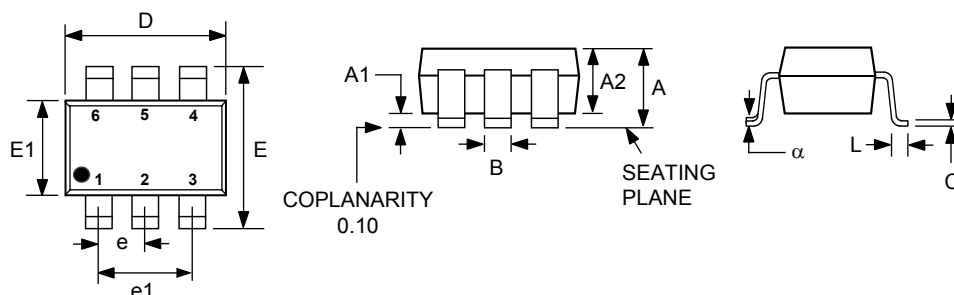 D
E1
E
6 5 4
1 2 3
e
e1
A1
A2
A
B
COPLANARITY
0.10
SEATING
PLANE
α
L
C